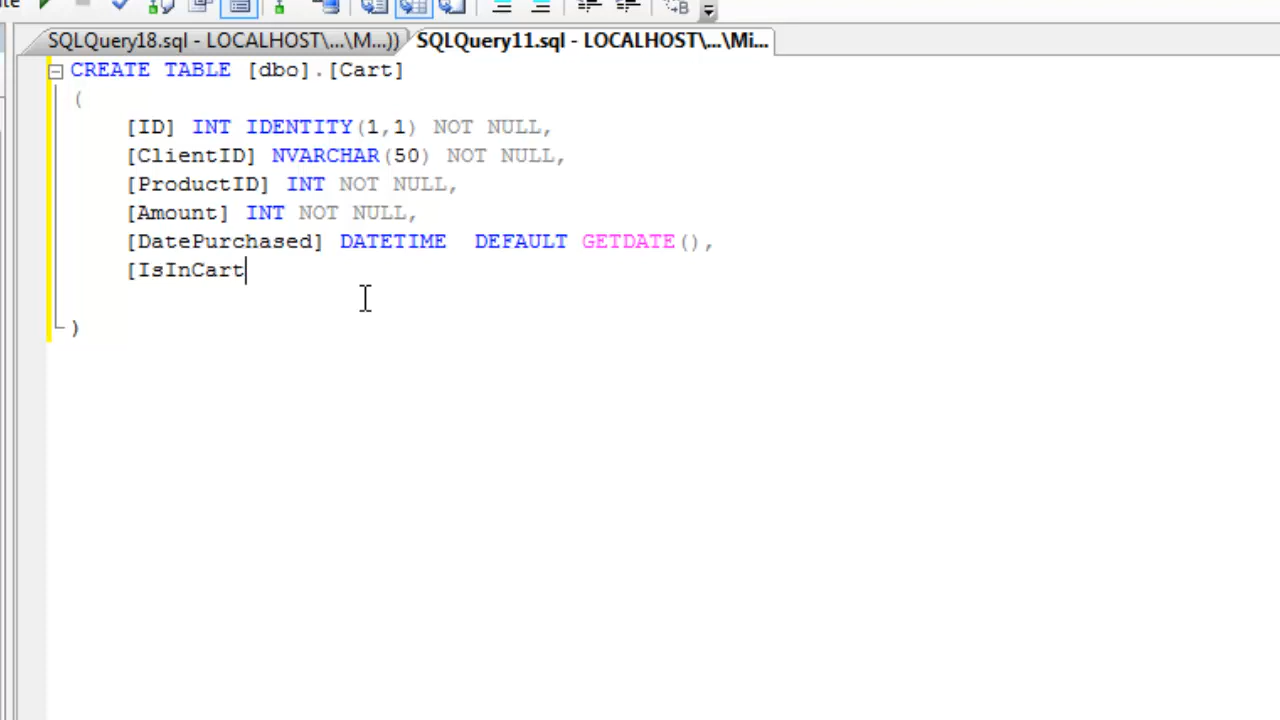 SQLQuery18.sql - LOCALHOST\...\M...)) SQLQuery11.sql - LOCALHOST\...\Mi...
CREATE TABLE [dbo].[Cart]
(
[ID] INT IDENTITY(1,1) NOT NULL,
[ClientID] NVARCHAR(50) NOT NULL,
[ProductID] INT NOT NULL,
[Amount] INT NOT NULL,
[DatePurchased] DATETIME  DEFAULT GETDATE(),
[IsInCart
)